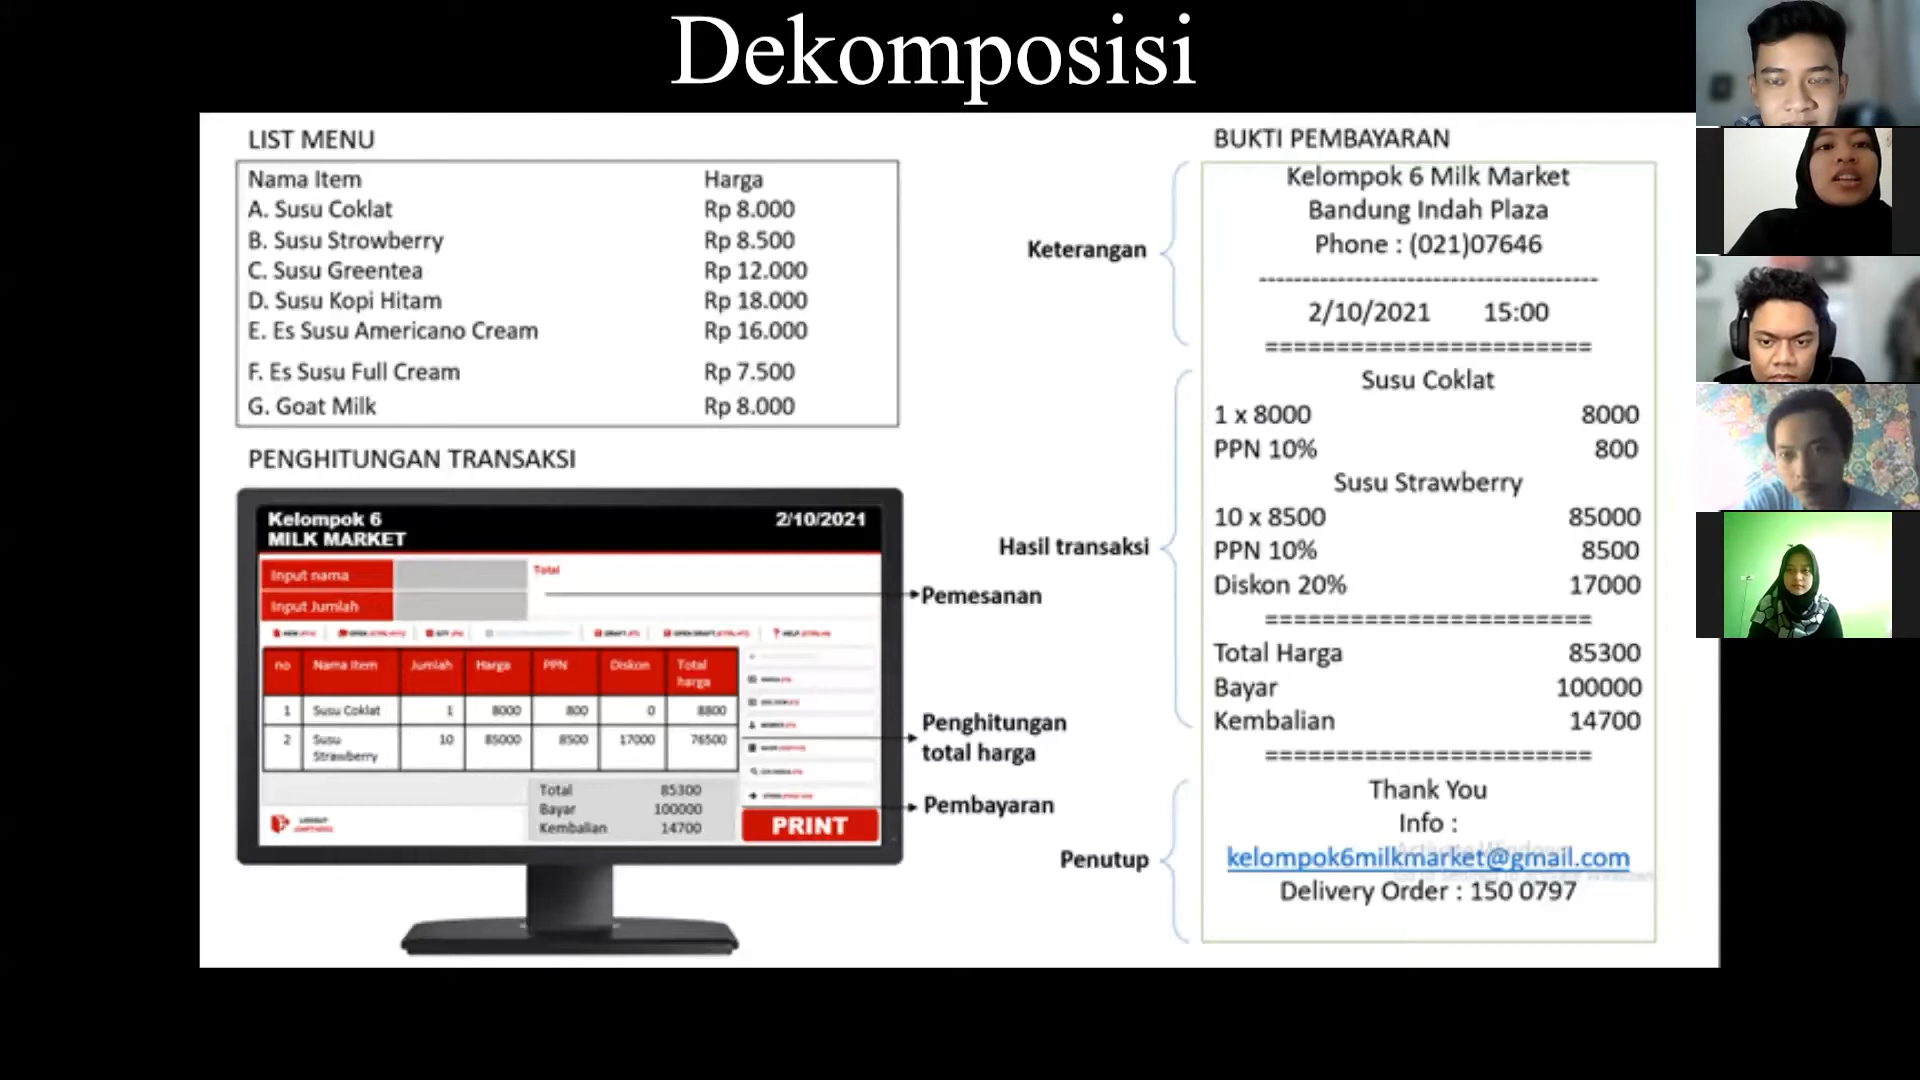 Dekomposisi
LIST MENU
Nama Item Harga
A. Susu Coklat Rp 8.000
B. Susu Strowberry Rp 8.500
C. Susu Greentea Rp 12.000
D. Susu Kopi Hitam Rp 18.000
E. Es Susu Americano Cream Rp 16.000
F. Es Susu Full Cream Rp 7.500
G. Goat Milk Rp 8.000
PENGHITUNGAN TRANSAKSI
Kelompok 6 2/10/2021
MILK MARKET
Input nama
Total
Input Jumlah
no Nama Item Jumlah Harga PPN Diskon Total
harga
1 Susu Coklat 1 8000 800 0 8800
2 Susu 10 85000 8500 17000 76500
Strawberry
Total 85300
Bayar 100000
Kembalian 14700
PRINT
Pemesanan
Penghitungan
total harga
Pembayaran
BUKTI PEMBAYARAN
Keterangan
Kelompok 6 Milk Market
Bandung Indah Plaza
Phone : (021)07646
--------------------------------------
2/10/2021 15:00
=======================
Hasil transaksi
Susu Coklat
1 x 8000 8000
PPN 10% 800
Susu Strawberry
10 x 8500 85000
PPN 10% 8500
Diskon 20% 17000
=======================
Total Harga 85300
Bayar 100000
Kembalian 14700
=======================
Penutup
Thank You
Info :
kelompok6milkmarket@gmail.com
Delivery Order : 150 0797